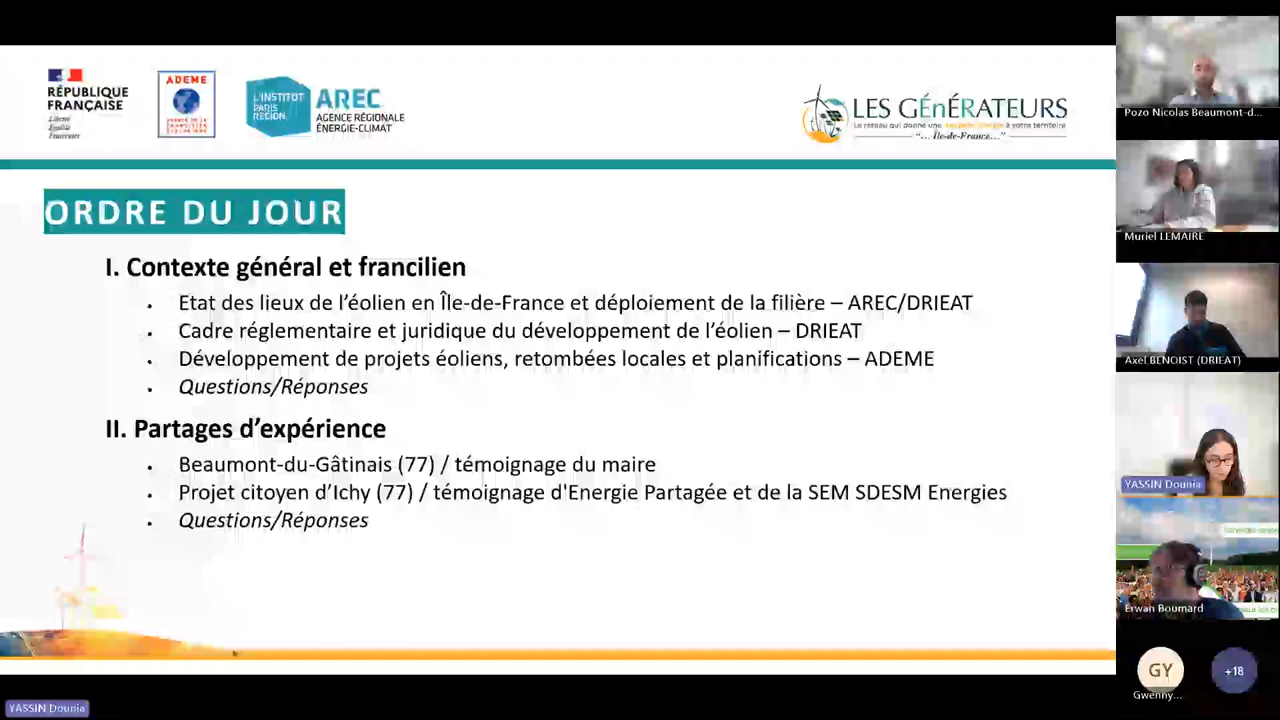 RÉPUBLIQUE
FRANÇAISE
Liberté
Égalité
Fraternité
ADEME
L'INSTITUT
PARIS
REGION
AREC
AGENCE RÉGIONALE
ÉNERGIE-CLIMAT
LES GÉnÉRATEURS
Le réseau qui donne une nouvelle énergie à votre territoire
"... Île-de-France..."
ORDRE DU JOUR
I. Contexte général et francilien
• Etat des lieux de l'éolien en Île-de-France et déploiement de la filière – AREC/DRIEAT
• Cadre réglementaire et juridique du développement de l'éolien – DRIEAT
• Développement de projets éoliens, retombées locales et planifications – ADEME
• Questions/Réponses
II. Partages d'expérience
• Beaumont-du-Gâtinais (77) / témoignage du maire
• Projet citoyen d'Ichy (77) / témoignage d'Energie Partagée et de la SEM SDESM Energies
• Questions/Réponses
YASSIN Dounia
Pozo Nicolas Beaumont-d...
Muriel LEMAIRE
Axel BENOIST (DRIEAT)
YASSIN Dounia
Erwan Boumard
GY
Gwenny...
+18